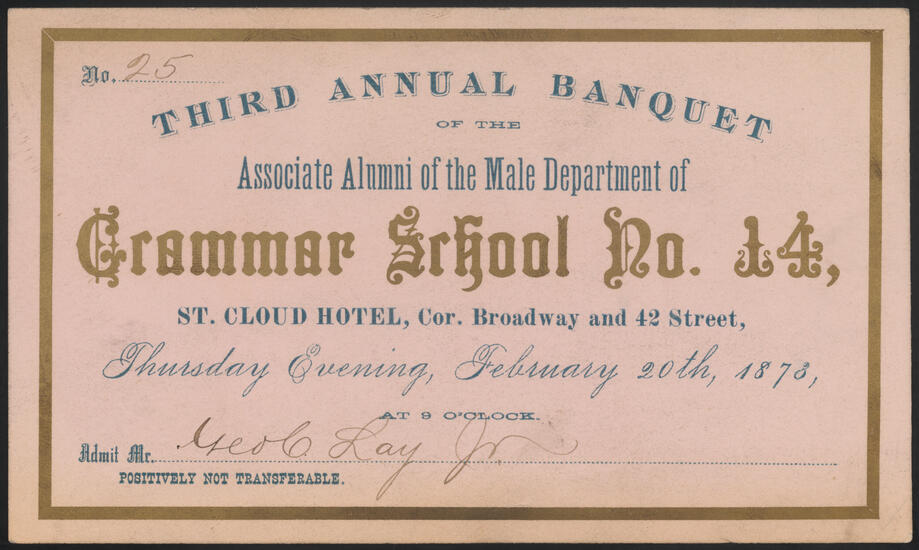 No. 25
THIRD ANNUAL BANQUET
OF THE
Associate Alumni of the Male Department of
Grammar School No. 14,
ST. CLOUD HOTEL, Cor. Broadway and 42 Street,
Thursday Evening, February 20th, 1873,
AT 9 O'CLOCK.
Admit Mr. Geo C. Lay Jr.
POSITIVELY NOT TRANSFERABLE.